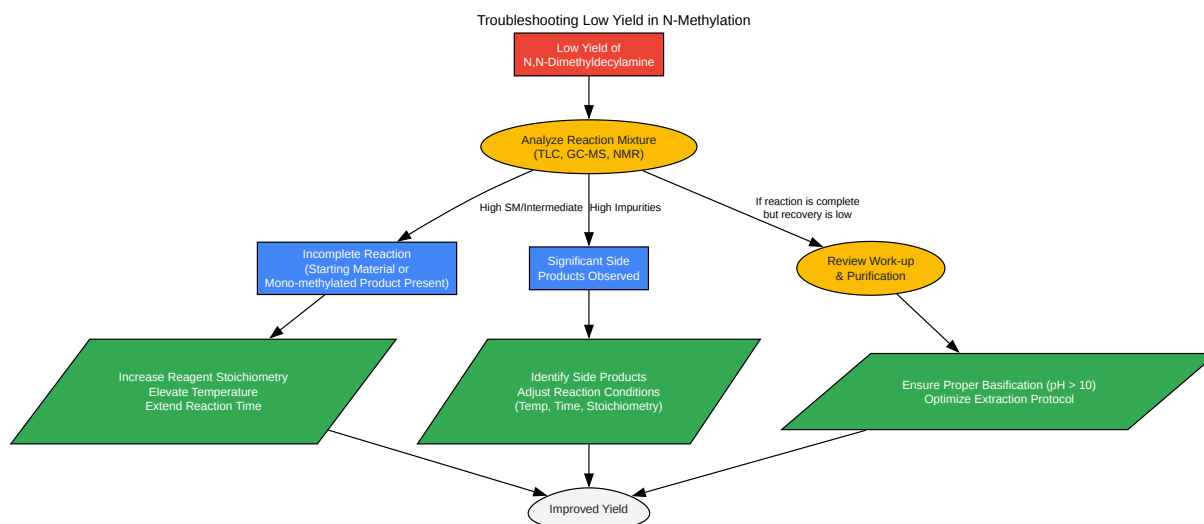 Troubleshooting Low Yield in N-Methylation
Low Yield of
N,N-Dimethyldecylamine
Analyze Reaction Mixture
(TLC, GC-MS, NMR)
High SM/Intermediate
High Impurities
If reaction is complete
but recovery is low
Incomplete Reaction
(Starting Material or
Mono-methylated Product Present)
Significant Side
Products Observed
Review Work-up
& Purification
Increase Reagent Stoichiometry
Elevate Temperature
Extend Reaction Time
Identify Side Products
Adjust Reaction Conditions
(Temp, Time, Stoichiometry)
Ensure Proper Basification (pH > 10)
Optimize Extraction Protocol
Improved Yield